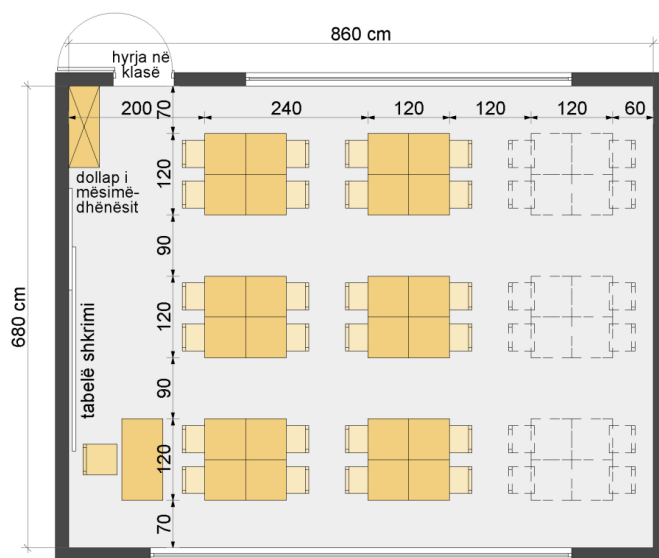 860 cm
hyrja në
klasë
200
240
120
120
120
60
70
120
90
120
90
120
70
dollap i
mësimë-
dhënësit
tabelë shkrimi
680 cm